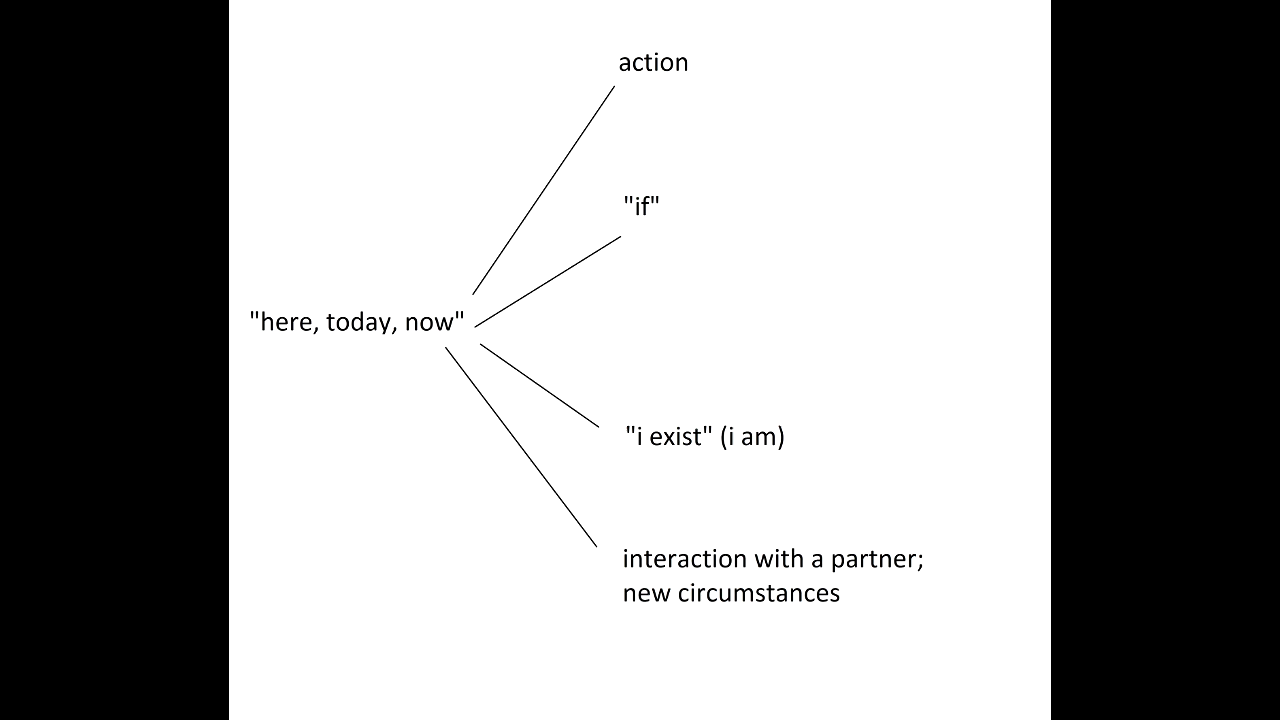 action
"if"
"here, today, now"
"i exist" (i am)
interaction with a partner;
new circumstances